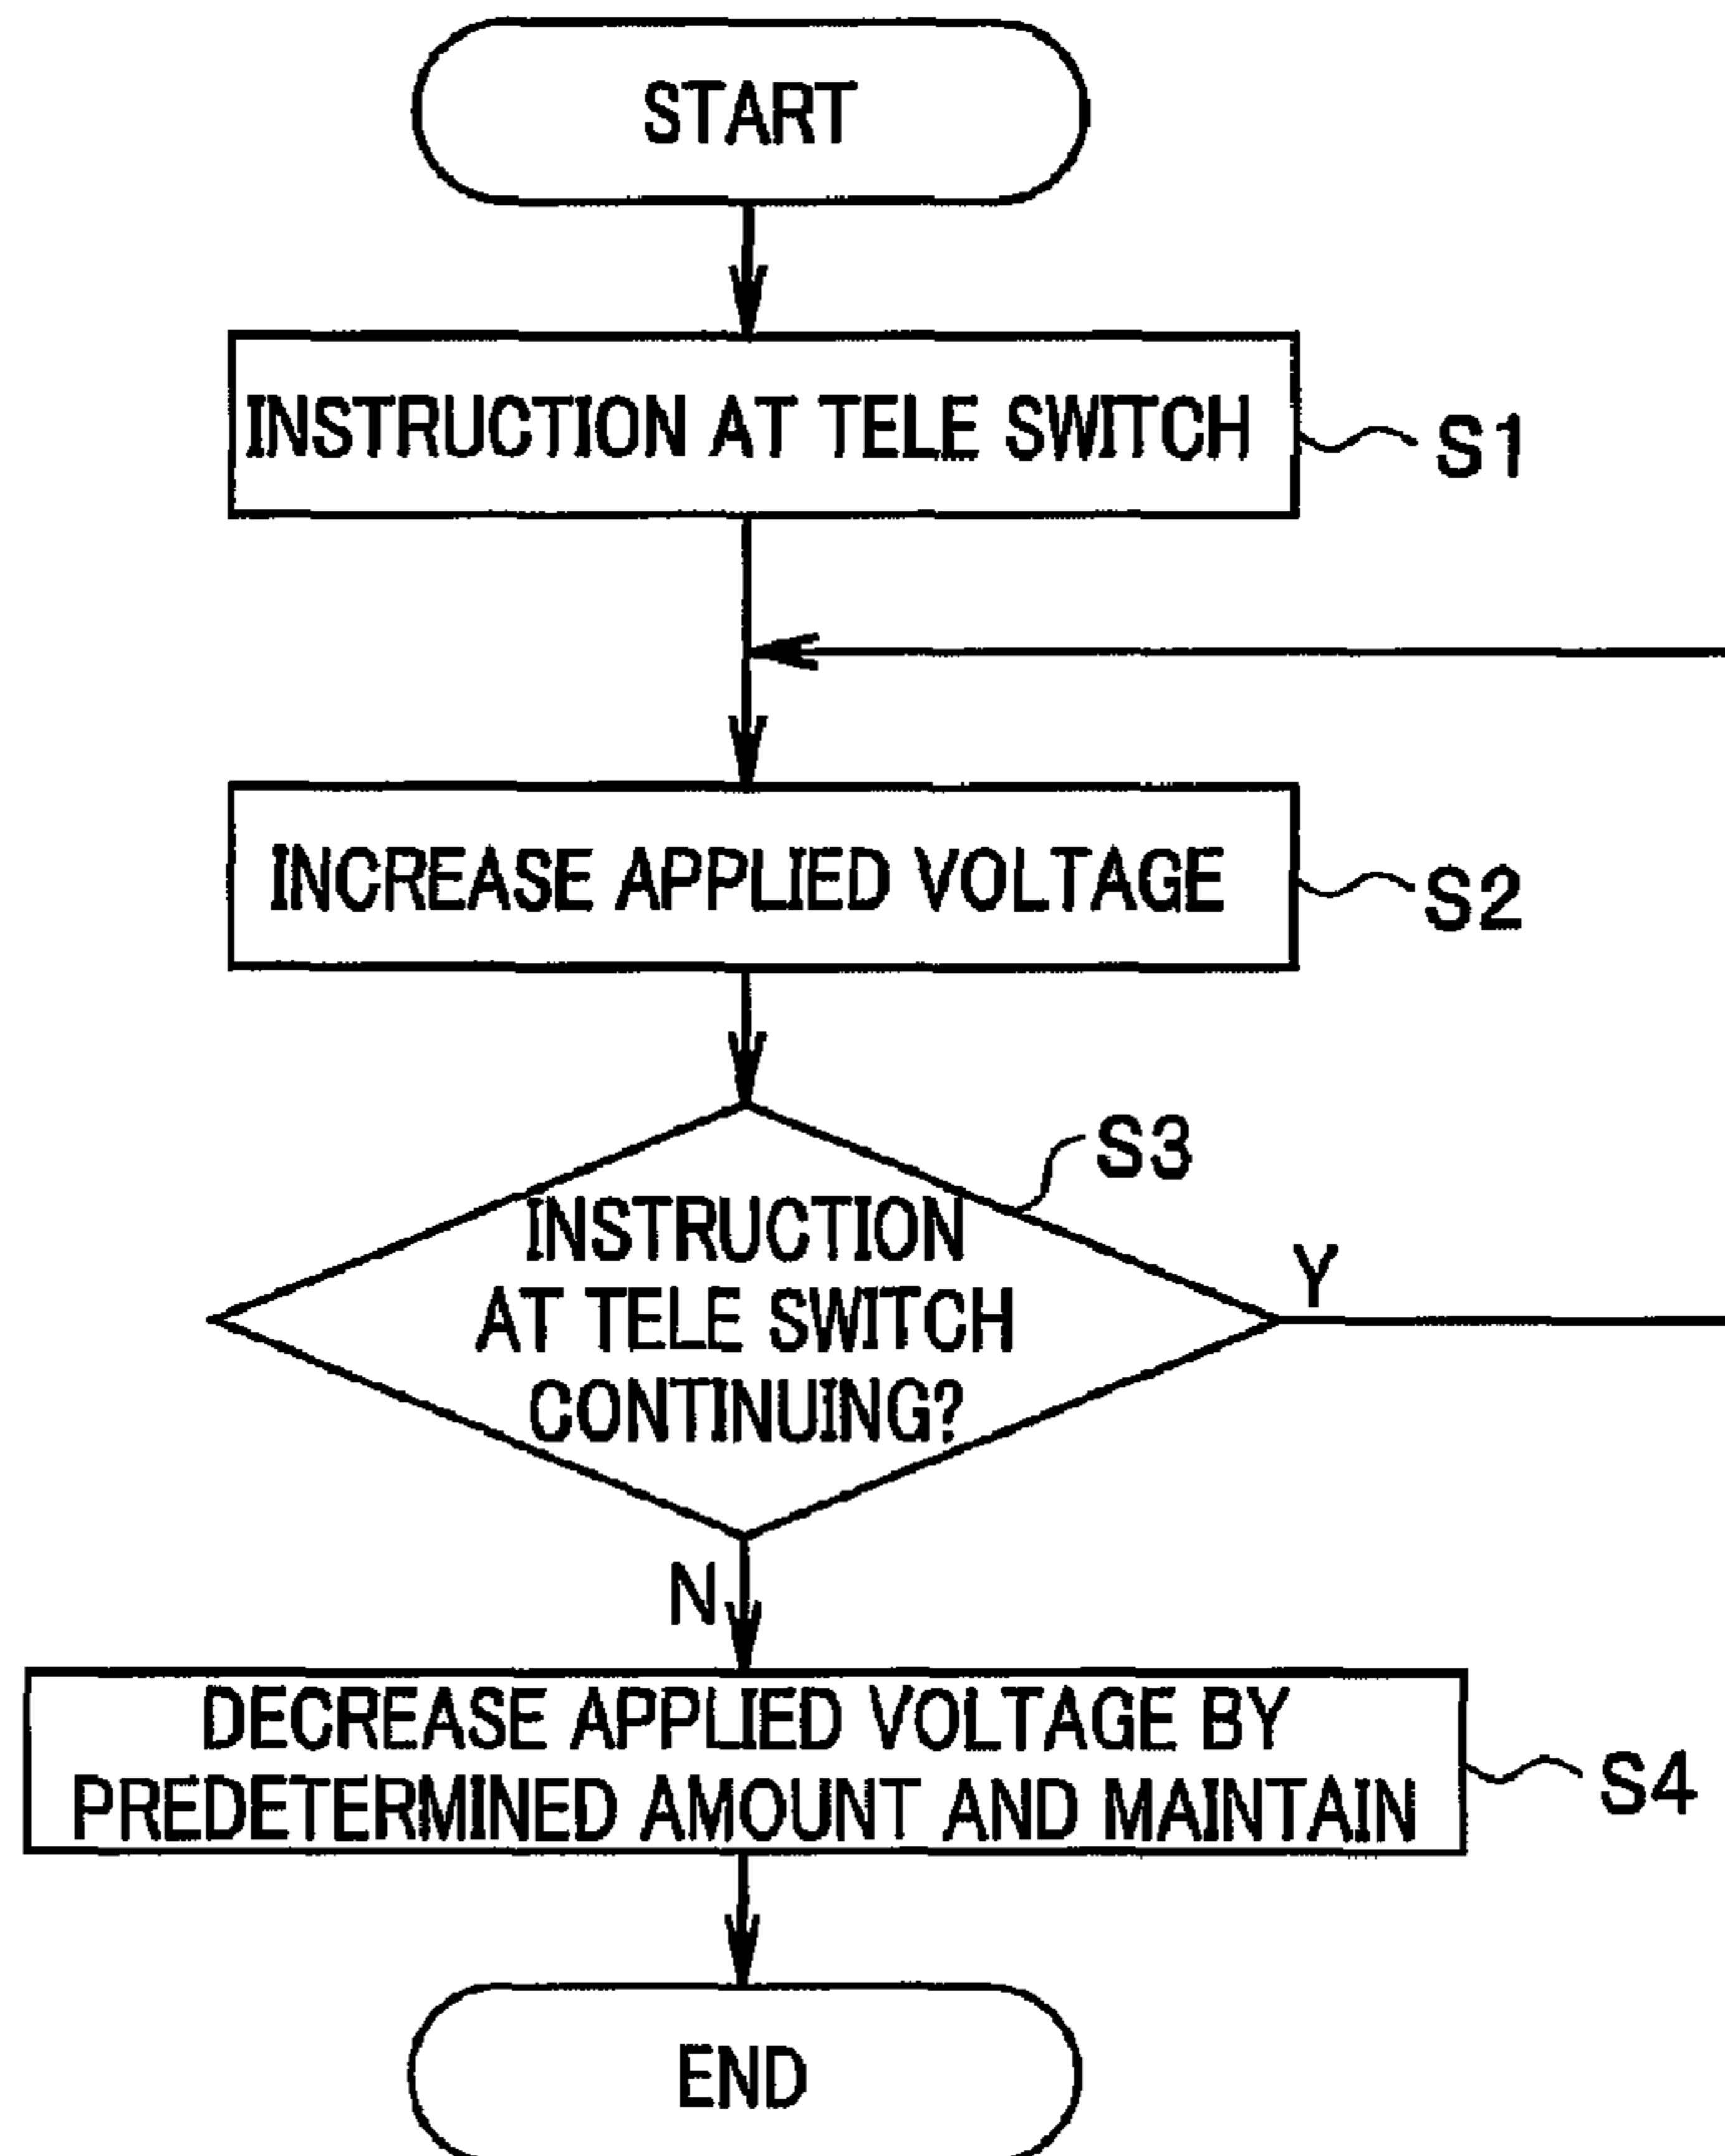 START
INSTRUCTION AT TELE SWITCH
S1
INCREASE APPLIED VOLTAGE
S2
S3
INSTRUCTION
AT TELE SWITCH
CONTINUING?
Y
N
DECREASE APPLIED VOLTAGE BY
PREDETERMINED AMOUNT AND MAINTAIN
S4
END